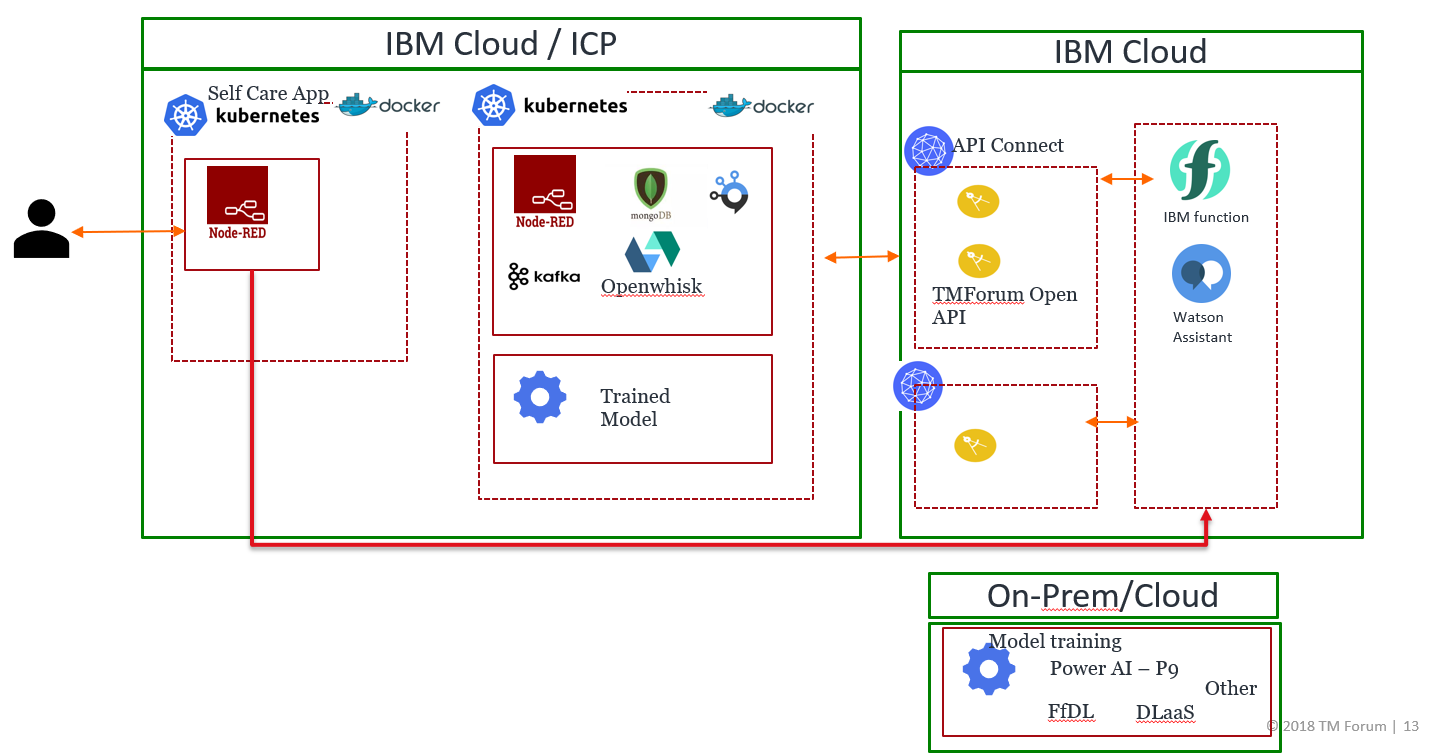 IBM Cloud / ICP
Self Care App
kubernetes
docker
Node-RED
kubernetes
docker
Node-RED
mongoDB
kafka
Openwhisk
Trained
Model
IBM Cloud
API Connect
TMForum Open
API
IBM function
Watson
Assistant
On-Prem/Cloud
Model training
Power AI – P9
Other
FfDL
DLaaS
© 2018 TM Forum | 13